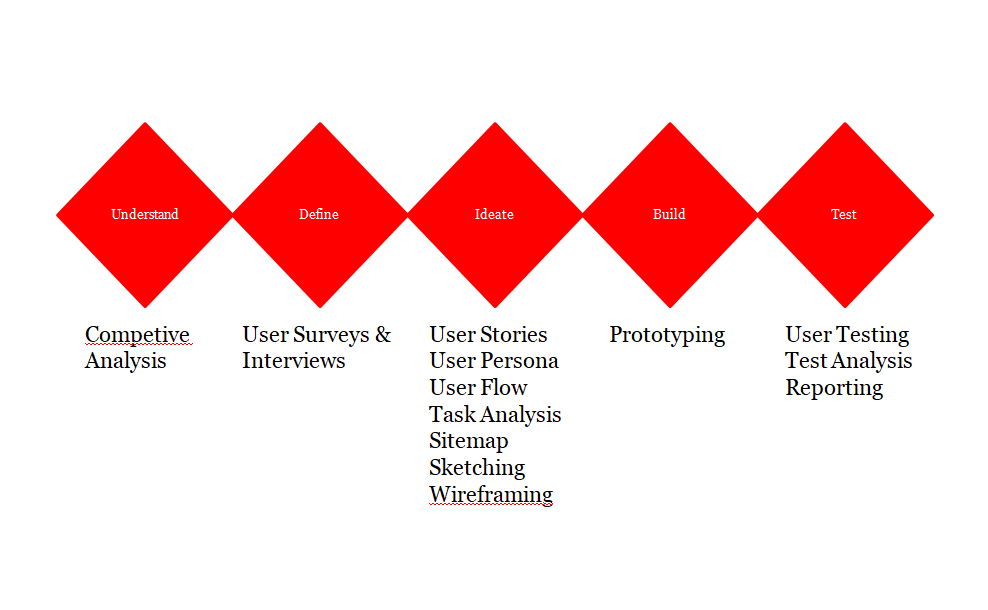 Understand
Define
Ideate
Build
Test
Competive
Analysis
User Surveys &
Interviews
User Stories
User Persona
User Flow
Task Analysis
Sitemap
Sketching
Wireframing
Prototyping
User Testing
Test Analysis
Reporting